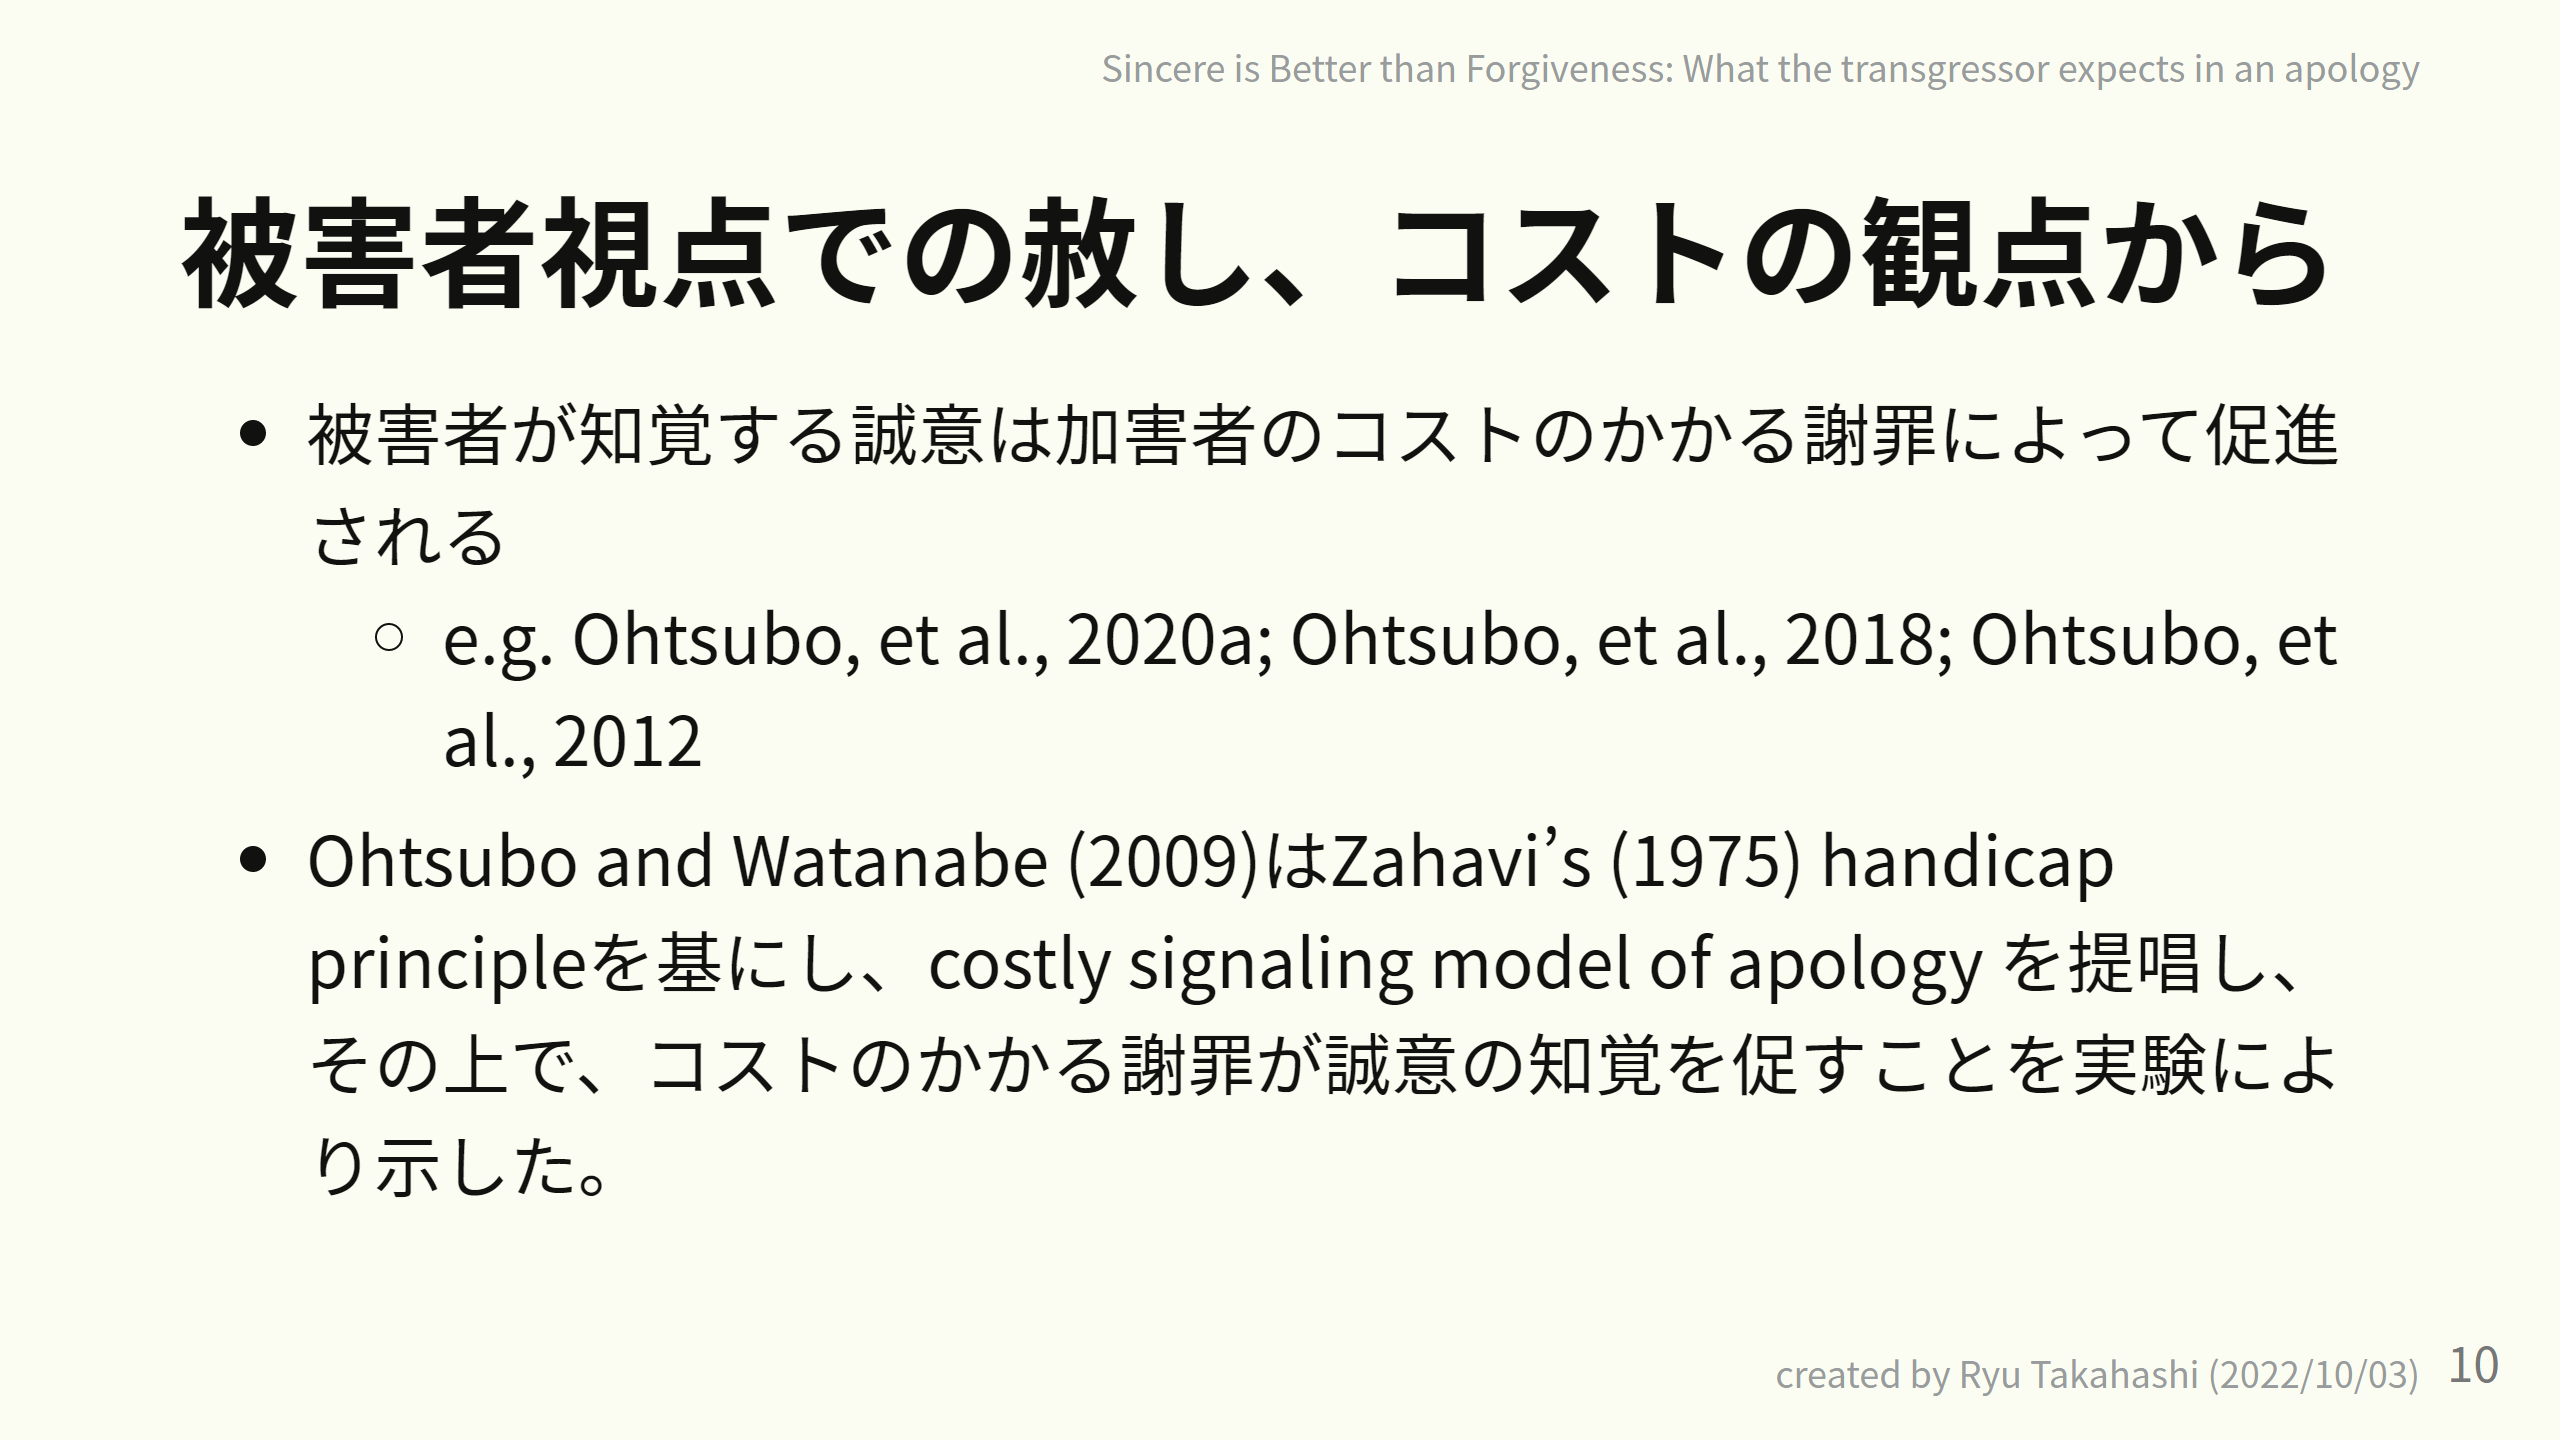 Sincere is Better than Forgiveness: What the transgressor expects in an apology
被害者視点での赦し、コストの観点から
● 被害者が知覚する誠意は加害者のコストのかかる謝罪によって促進
される
○ e.g. Ohtsubo, et al., 2020a; Ohtsubo, et al., 2018; Ohtsubo, et
al., 2012
● Ohtsubo and Watanabe (2009)はZahavi’s (1975) handicap
principleを基にし、costly signaling model of apology を提唱し、
その上で、コストのかかる謝罪が誠意の知覚を促すことを実験によ
り示した。
created by Ryu Takahashi (2022/10/03) 10